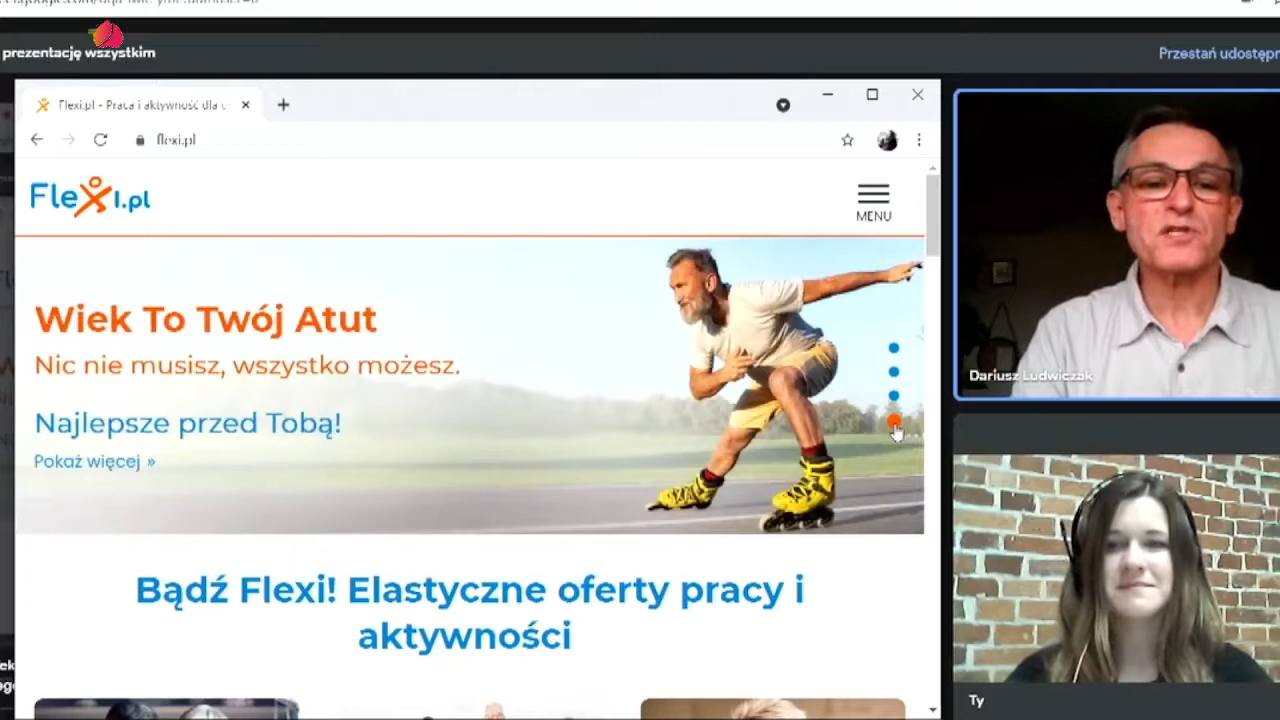 prezentację wszystkim
Przestań udostępn
Flexi.pl - Praca i aktywność dla o
flexi.pl
FleXI.pl
MENU
Wiek To Twój Atut
Nic nie musisz, wszystko możesz.
Najlepsze przed Tobą!
Pokaż więcej »
Bądź Flexi! Elastyczne oferty pracy i
aktywności
Dariusz Ludwiczak
Ty